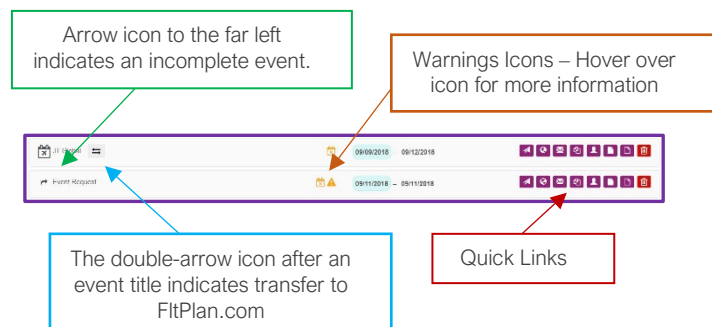 Arrow icon to the far left
indicates an incomplete event.
Warnings Icons – Hover over
icon for more information
Global
09/09/2018 09/12/2018
Event Request
09/11/2018 – 09/11/2018
The double-arrow icon after an
event title indicates transfer to
FltPlan.com
Quick Links